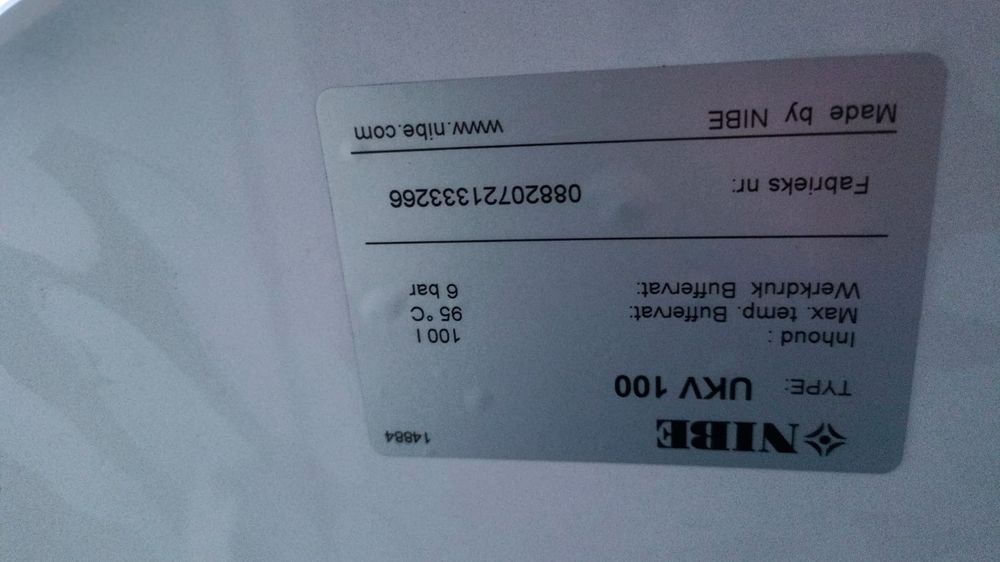 NIBE 14884
TYPE: UKV 100
Inhoud : 100 l
Max. temp. Buffervat: 95 °C
Werkdruk Buffervat: 6 bar
Fabrieks nr: 08820721333266
Made by NIBE www.nibe.com